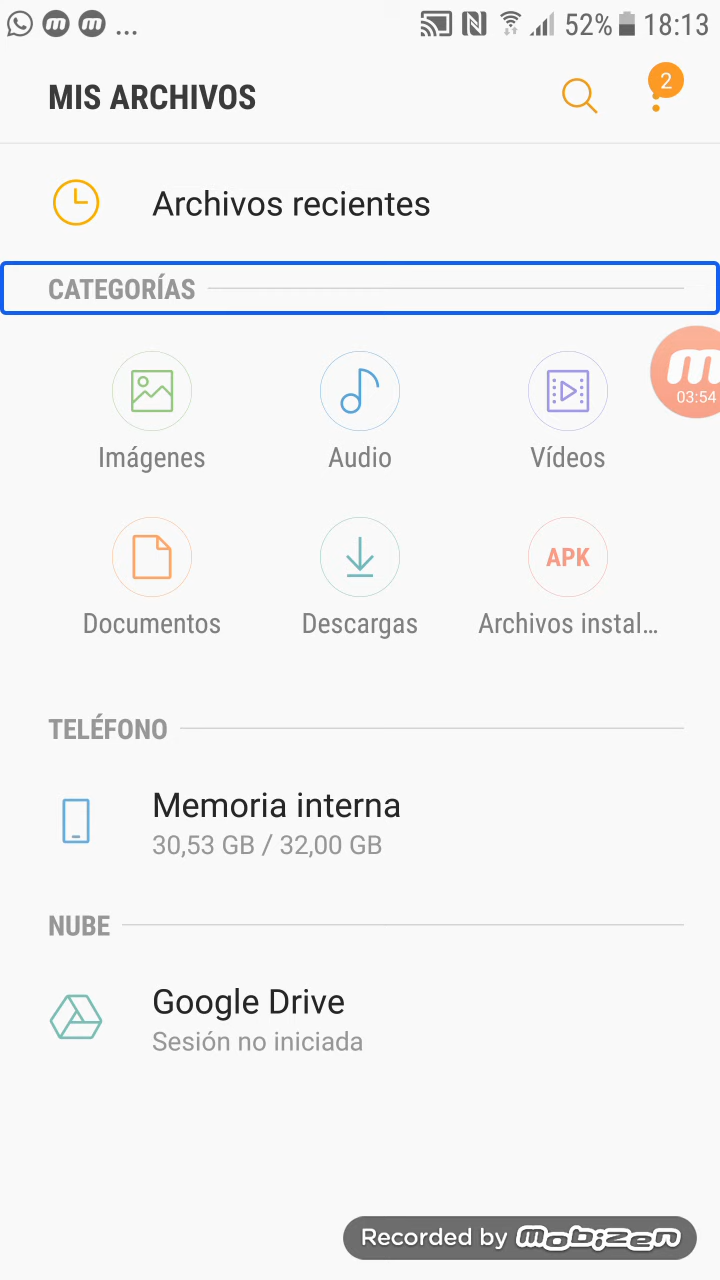 ... 52% 18:13
MIS ARCHIVOS
2
Archivos recientes
CATEGORÍAS
m
03:54
Imágenes Audio Vídeos
APK
Documentos Descargas Archivos instal...
TELÉFONO
Memoria interna
30,53 GB / 32,00 GB
NUBE
Google Drive
Sesión no iniciada
Recorded by mobizen